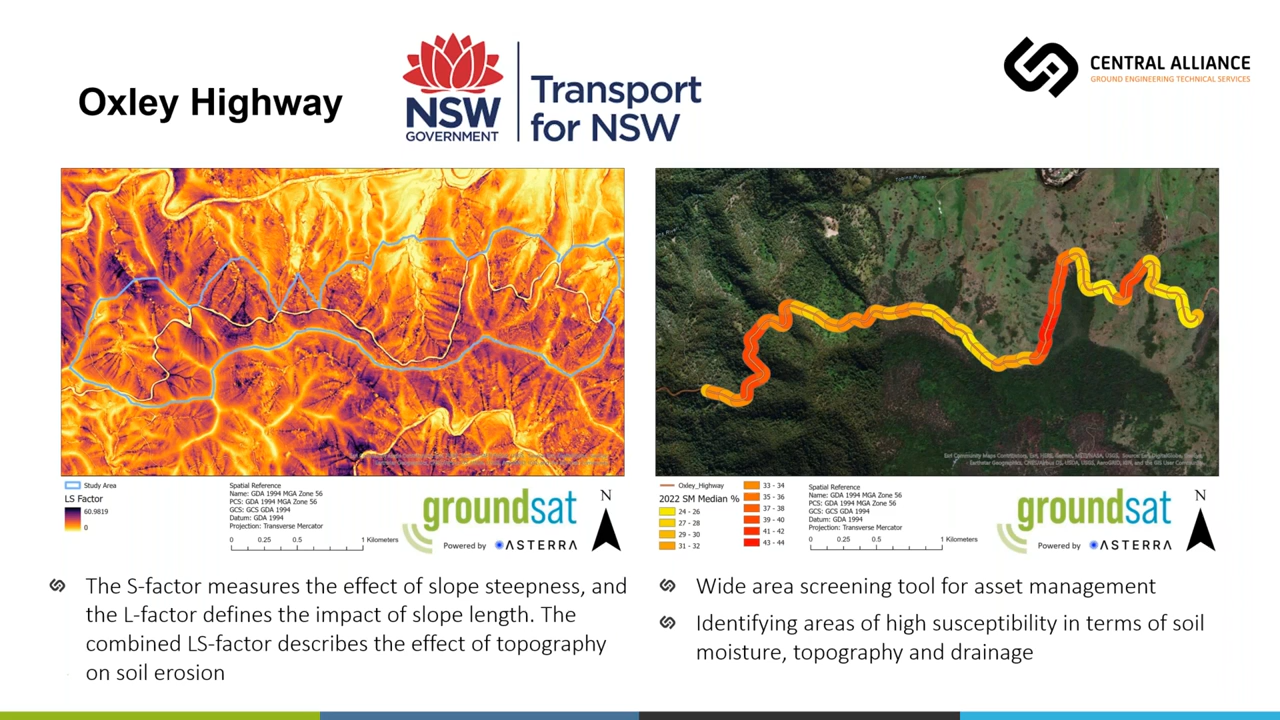 Oxley Highway
NSW
GOVERNMENT
Transport
for NSW
CENTRAL ALLIANCE
GROUND ENGINEERING TECHNICAL SERVICES
Study Area
LS Factor
60.9819
0
Spatial Reference
Name: GDA 1994 MGA Zone 56
PCS: GDA 1994 MGA Zone 56
GCS: GCS GDA 1994
Datum: GDA 1994
Projection: Transverse Mercator
0 0.25 0.5 1 Kilometers
groundsat
Powered by ASTERRA
N
Oxley_Highway
2022 SM Median %
24 - 26
27 - 28
29 - 30
31 - 32
33 - 34
35 - 36
37 - 38
39 - 40
41 - 42
43 - 44
Spatial Reference
Name: GDA 1994 MGA Zone 56
PCS: GDA 1994 MGA Zone 56
GCS: GCS GDA 1994
Datum: GDA 1994
Projection: Transverse Mercator
0 0.25 0.5 1 Kilometers
groundsat
Powered by ASTERRA
N
The S-factor measures the effect of slope steepness, and
the L-factor defines the impact of slope length. The
combined LS-factor describes the effect of topography
on soil erosion
Wide area screening tool for asset management
Identifying areas of high susceptibility in terms of soil
moisture, topography and drainage